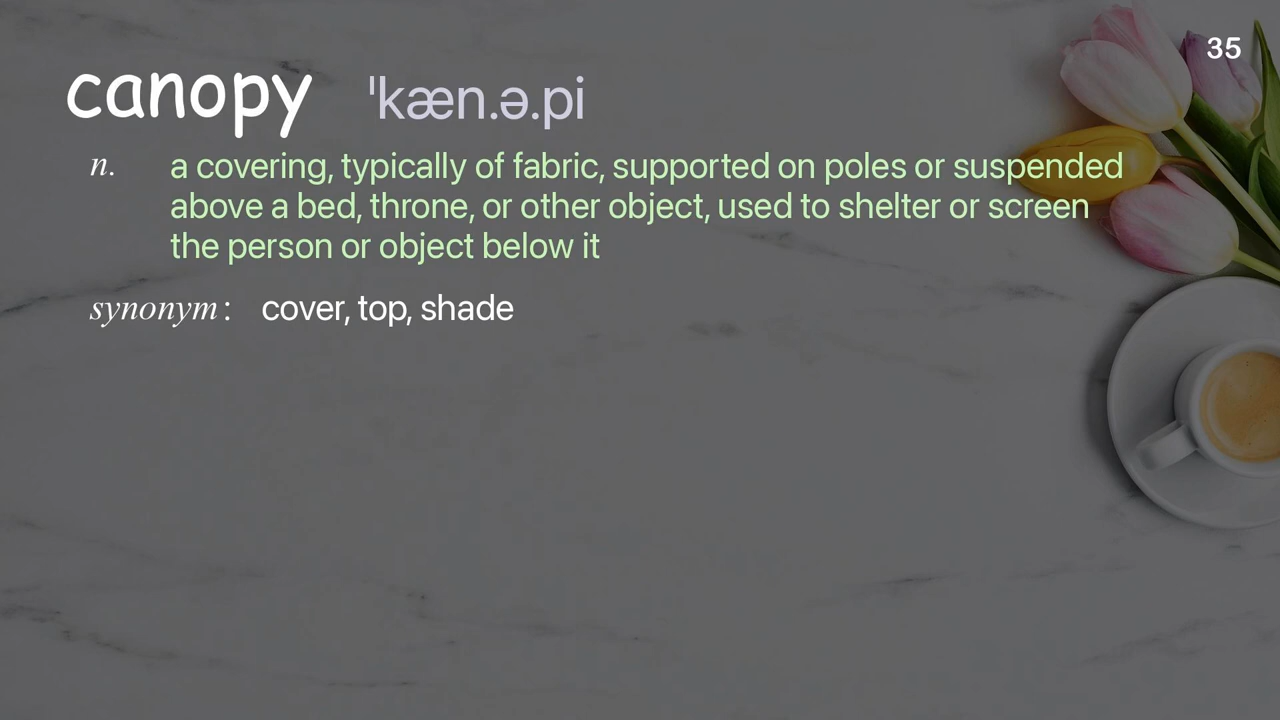 35
canopy ˈkæn.ə.pi
n. a covering, typically of fabric, supported on poles or suspended
above a bed, throne, or other object, used to shelter or screen
the person or object below it
synonym: cover, top, shade